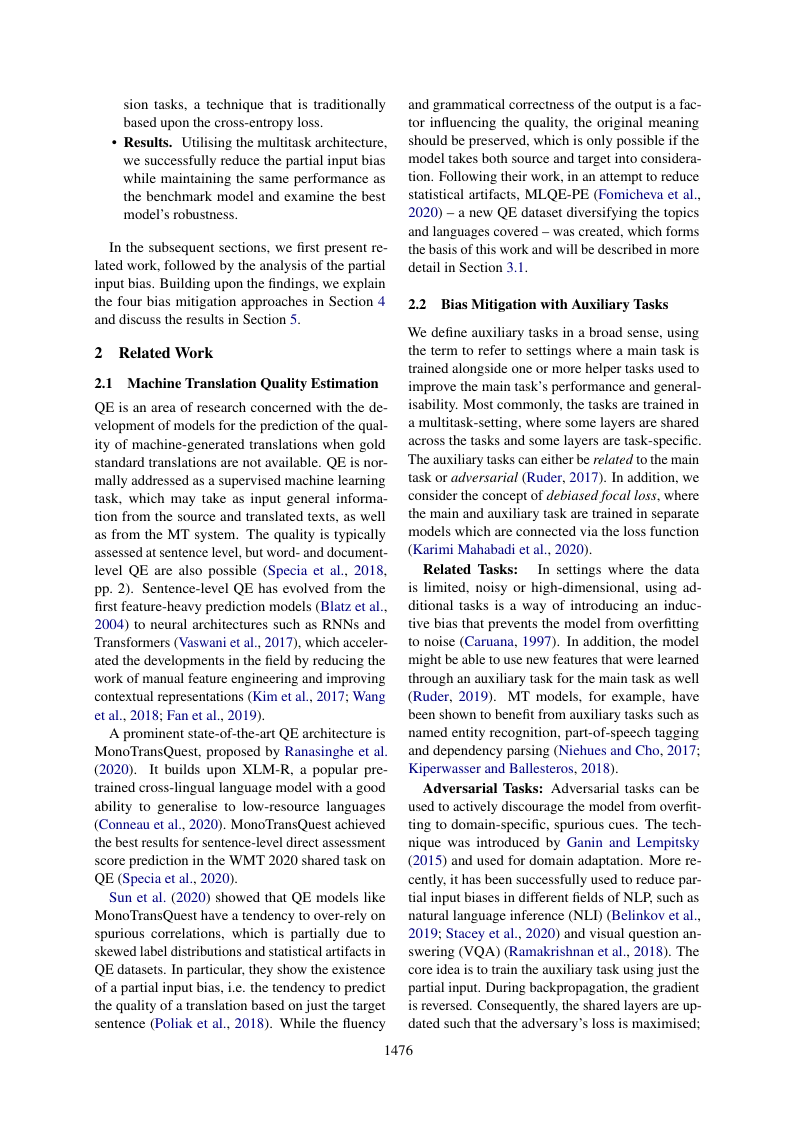 sion tasks, a technique that is traditionally
based upon the cross-entropy loss.
• Results. Utilising the multitask architecture,
we successfully reduce the partial input bias
while maintaining the same performance as
the benchmark model and examine the best
model's robustness.
In the subsequent sections, we first present re-
lated work, followed by the analysis of the partial
input bias. Building upon the findings, we explain
the four bias mitigation approaches in Section 4
and discuss the results in Section 5.
2 Related Work
2.1 Machine Translation Quality Estimation
QE is an area of research concerned with the de-
velopment of models for the prediction of the qual-
ity of machine-generated translations when gold
standard translations are not available. QE is nor-
mally addressed as a supervised machine learning
task, which may take as input general informa-
tion from the source and translated texts, as well
as from the MT system. The quality is typically
assessed at sentence level, but word- and document-
level QE are also possible (Specia et al., 2018,
pp. 2). Sentence-level QE has evolved from the
first feature-heavy prediction models (Blatz et al.,
2004) to neural architectures such as RNNs and
Transformers (Vaswani et al., 2017), which acceler-
ated the developments in the field by reducing the
work of manual feature engineering and improving
contextual representations (Kim et al., 2017; Wang
et al., 2018; Fan et al., 2019).
A prominent state-of-the-art QE architecture is
MonoTransQuest, proposed by Ranasinghe et al.
(2020). It builds upon XLM-R, a popular pre-
trained cross-lingual language model with a good
ability to generalise to low-resource languages
(Conneau et al., 2020). MonoTransQuest achieved
the best results for sentence-level direct assessment
score prediction in the WMT 2020 shared task on
QE (Specia et al., 2020).
Sun et al. (2020) showed that QE models like
MonoTransQuest have a tendency to over-rely on
spurious correlations, which is partially due to
skewed label distributions and statistical artifacts in
QE datasets. In particular, they show the existence
of a partial input bias, i.e. the tendency to predict
the quality of a translation based on just the target
sentence (Poliak et al., 2018). While the fluency
and grammatical correctness of the output is a fac-
tor influencing the quality, the original meaning
should be preserved, which is only possible if the
model takes both source and target into considera-
tion. Following their work, in an attempt to reduce
statistical artifacts, MLQE-PE (Fomicheva et al.,
2020) – a new QE dataset diversifying the topics
and languages covered – was created, which forms
the basis of this work and will be described in more
detail in Section 3.1.
2.2 Bias Mitigation with Auxiliary Tasks
We define auxiliary tasks in a broad sense, using
the term to refer to settings where a main task is
trained alongside one or more helper tasks used to
improve the main task's performance and general-
isability. Most commonly, the tasks are trained in
a multitask-setting, where some layers are shared
across the tasks and some layers are task-specific.
The auxiliary tasks can either be related to the main
task or adversarial (Ruder, 2017). In addition, we
consider the concept of debiased focal loss, where
the main and auxiliary task are trained in separate
models which are connected via the loss function
(Karimi Mahabadi et al., 2020).
Related Tasks: In settings where the data
is limited, noisy or high-dimensional, using ad-
ditional tasks is a way of introducing an induc-
tive bias that prevents the model from overfitting
to noise (Caruana, 1997). In addition, the model
might be able to use new features that were learned
through an auxiliary task for the main task as well
(Ruder, 2019). MT models, for example, have
been shown to benefit from auxiliary tasks such as
named entity recognition, part-of-speech tagging
and dependency parsing (Niehues and Cho, 2017;
Kiperwasser and Ballesteros, 2018).
Adversarial Tasks: Adversarial tasks can be
used to actively discourage the model from overfit-
ting to domain-specific, spurious cues. The tech-
nique was introduced by Ganin and Lempitsky
(2015) and used for domain adaptation. More re-
cently, it has been successfully used to reduce par-
tial input biases in different fields of NLP, such as
natural language inference (NLI) (Belinkov et al.,
2019; Stacey et al., 2020) and visual question an-
swering (VQA) (Ramakrishnan et al., 2018). The
core idea is to train the auxiliary task using just the
partial input. During backpropagation, the gradient
is reversed. Consequently, the shared layers are up-
dated such that the adversary's loss is maximised;
1476